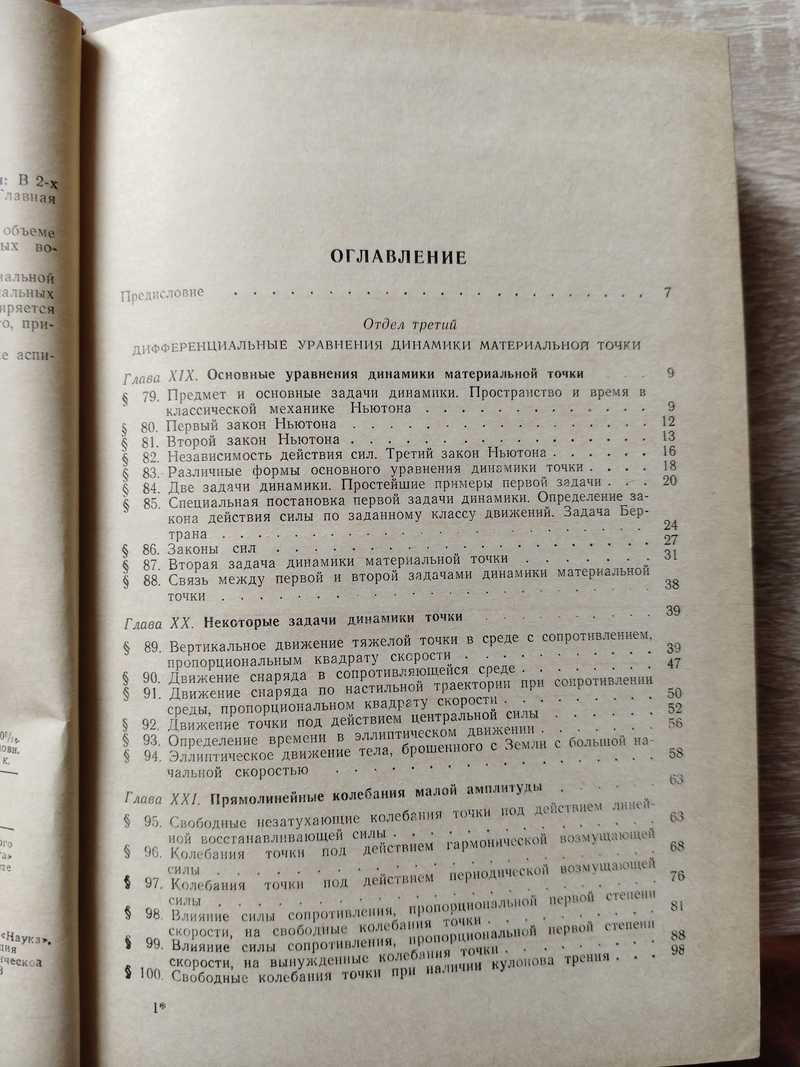 : В 2-х
Главная
объеме
ых во-
альной
альных
иряется
о, при-
е аспи-
«Наука»,
ОГЛАВЛЕНИЕ
Предисловие . . . . . . . . . . . . . . . . . . . . . . 7
Отдел третий
ДИФФЕРЕНЦИАЛЬНЫЕ УРАВНЕНИЯ ДИНАМИКИ МАТЕРИАЛЬНОЙ ТОЧКИ
Глава XIX. Основные уравнения динамики материальной точки . 9
§ 79. Предмет и основные задачи динамики. Пространство и время в
классической механике Ньютона . . . . . . . . . . . . 9
§ 80. Первый закон Ньютона . . . . . . . . . . . . . . . . 12
§ 81. Второй закон Ньютона . . . . . . . . . . . . . . . . 13
§ 82. Независимость действия сил. Третий закон Ньютона . . . . . 16
§ 83. Различные формы основного уравнения динамики точки . . . . 18
§ 84. Две задачи динамики. Простейшие примеры первой задачи . . . 20
§ 85. Специальная постановка первой задачи динамики. Определение за-
кона действия силы по заданному классу движений. Задача Бер-
трана . . . . . . . . . . . . . . . . . . . . . . . 24
§ 86. Законы сил . . . . . . . . . . . . . . . . . . . . 27
§ 87. Вторая задача динамики материальной точки . . . . . . . 31
§ 88. Связь между первой и второй задачами динамики материальной
точки . . . . . . . . . . . . . . . . . . . . . . . 38
Глава XX. Некоторые задачи динамики точки . . . . . . . . . 39
§ 89. Вертикальное движение тяжелой точки в среде с сопротивлением,
пропорциональным квадрату скорости . . . . . . . . . . 39
§ 90. Движение снаряда в сопротивляющейся среде . . . . . . . 47
§ 91. Движение снаряда по настильной траектории при сопротивлении
среды, пропорциональном квадрату скорости . . . . . . . . 50
§ 92. Движение точки под действием центральной силы . . . . . . 52
§ 93. Определение времени в эллиптическом движении . . . . . . 56
§ 94. Эллиптическое движение тела, брошенного с Земли с большой на-
чальной скоростью . . . . . . . . . . . . . . . . . 58
Глава XXI. Прямолинейные колебания малой амплитуды . . . . . 63
§ 95. Свободные незатухающие колебания точки под действием линей-
ной восстанавливающей силы . . . . . . . . . . . . . 63
§ 96. Колебания точки под действием гармонической возмущающей
силы . . . . . . . . . . . . . . . . . . . . . . . 68
§ 97. Колебания точки под действием периодической возмущающей
силы . . . . . . . . . . . . . . . . . . . . . . . 76
§ 98. Влияние силы сопротивления, пропорциональной первой степени
скорости, на свободные колебания точки . . . . . . . . . 81
§ 99. Влияние силы сопротивления, пропорциональной первой степени
скорости, на вынужденные колебания точки . . . . . . . . 88
§ 100. Свободные колебания точки при наличии кулонова трения . . . 98
1*